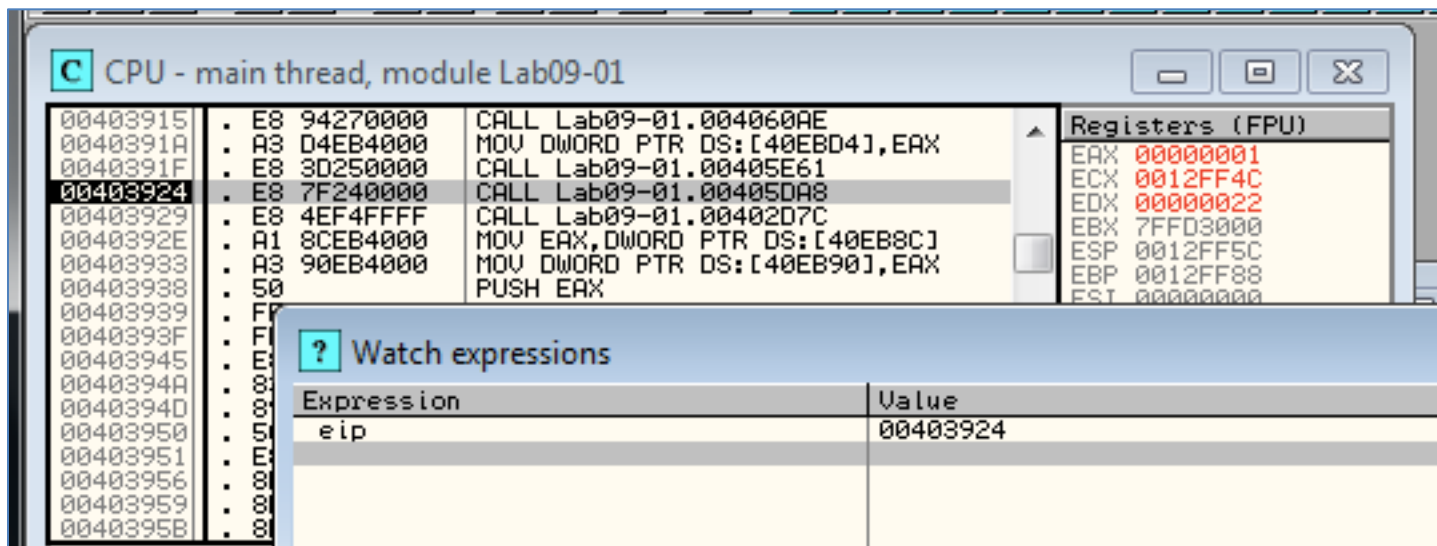 C CPU - main thread, module Lab09-01
00403915 . E8 94270000 CALL Lab09-01.004060AE
0040391A . A3 D4EB4000 MOV DWORD PTR DS:[40EBD4],EAX
0040391F . E8 3D250000 CALL Lab09-01.00405E61
00403924 . E8 7F240000 CALL Lab09-01.00405DA8
00403929 . E8 4EF4FFFF CALL Lab09-01.00402D7C
0040392E . A1 8CEB4000 MOV EAX,DWORD PTR DS:[40EB8C]
00403933 . A3 90EB4000 MOV DWORD PTR DS:[40EB90],EAX
00403938 . 50 PUSH EAX
00403939 .
0040393F .
00403945 .
0040394A .
0040394D .
00403950 .
00403951 .
00403956 .
00403959 .
0040395B .
Registers (FPU)
EAX 00000001
ECX 0012FF4C
EDX 00000022
EBX 7FFD3000
ESP 0012FF5C
EBP 0012FF88
ESI 00000000
? Watch expressions
Expression Value
eip 00403924